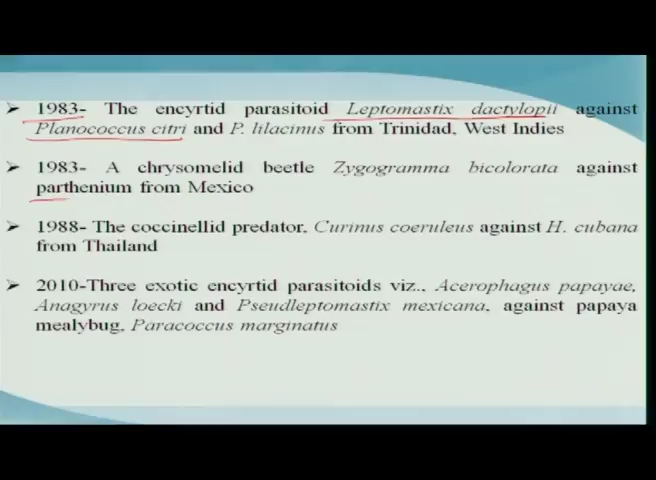 ➢ 1983- The encyrtid parasitoid Leptomastix dactylopii against
Planococcus citri and P. lilacinus from Trinidad, West Indies
➢ 1983- A chrysomelid beetle Zygogramma bicolorata against
parthenium from Mexico
➢ 1988- The coccinellid predator, Curinus coeruleus against H. cubana
from Thailand
➢ 2010-Three exotic encyrtid parasitoids viz., Acerophagus papayae,
Anagyrus loecki and Pseudleptomastix mexicana, against papaya
mealybug, Paracoccus marginatus